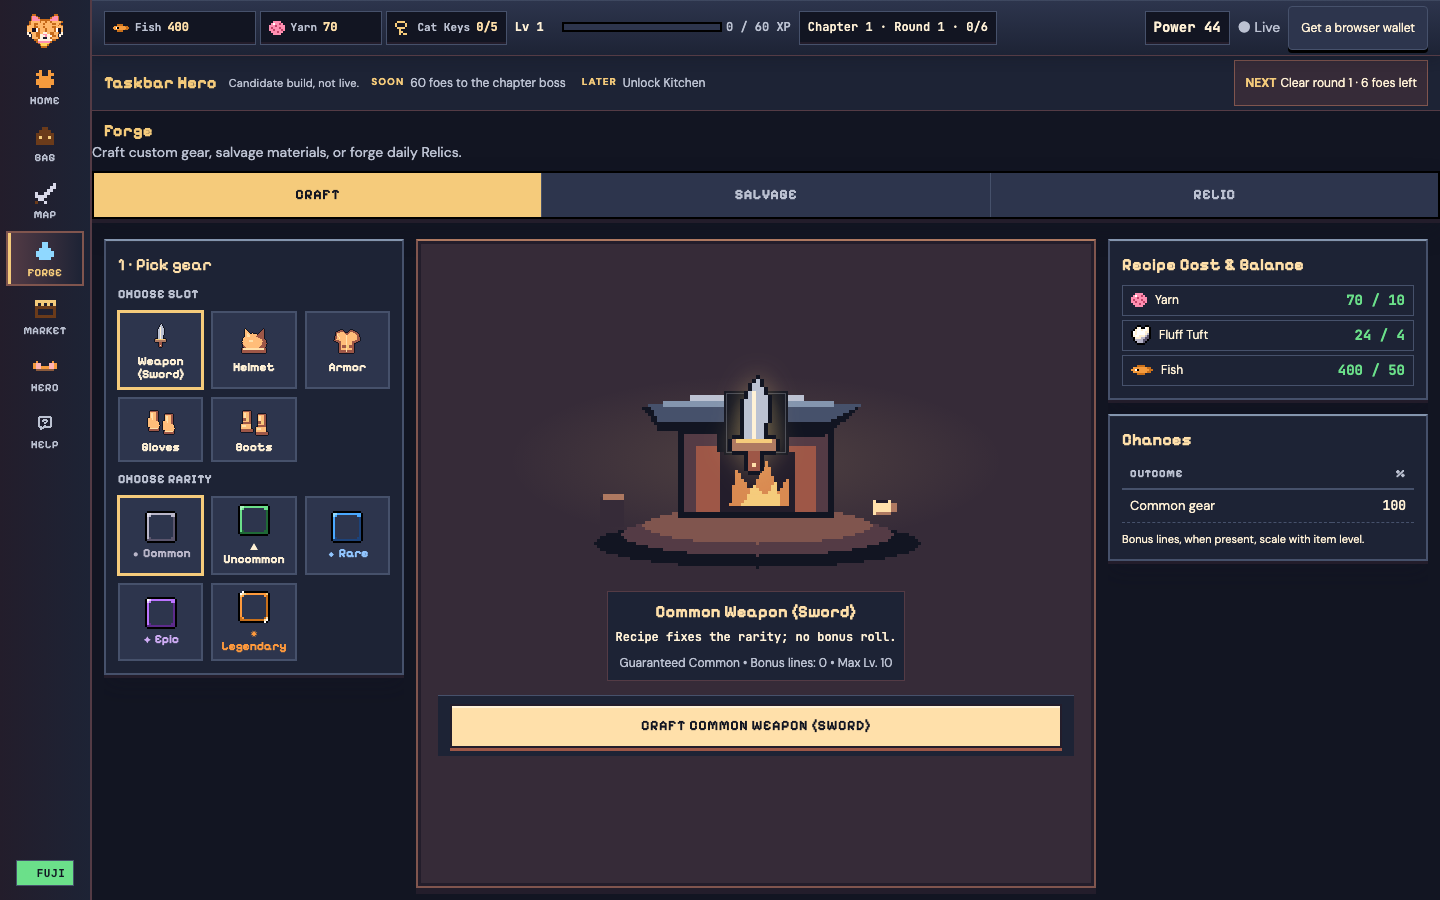 Fish 400
Yarn 70
Cat Keys 0/5
Lv 1
0 / 60 XP
Chapter 1 · Round 1 · 0/6
Power 44
Live
Get a browser wallet
HOME
BAG
MAP
FORGE
MARKET
HERO
HELP
FUJI
Taskbar Hero
Candidate build, not live.
SOON 60 foes to the chapter boss
LATER Unlock Kitchen
NEXT Clear round 1 · 6 foes left
Forge
Craft custom gear, salvage materials, or forge daily Relics.
CRAFT
SALVAGE
RELIC
1 · Pick gear
CHOOSE SLOT
Weapon
(Sword)
Helmet
Armor
Gloves
Boots
CHOOSE RARITY
Common
Uncommon
Rare
Epic
Legendary
Common Weapon (Sword)
Recipe fixes the rarity; no bonus roll.
Guaranteed Common • Bonus lines: 0 • Max Lv. 10
CRAFT COMMON WEAPON (SWORD)
Recipe Cost & Balance
Yarn 70 / 10
Fluff Tuft 24 / 4
Fish 400 / 50
Chances
OUTCOME %
Common gear 100
Bonus lines, when present, scale with item level.